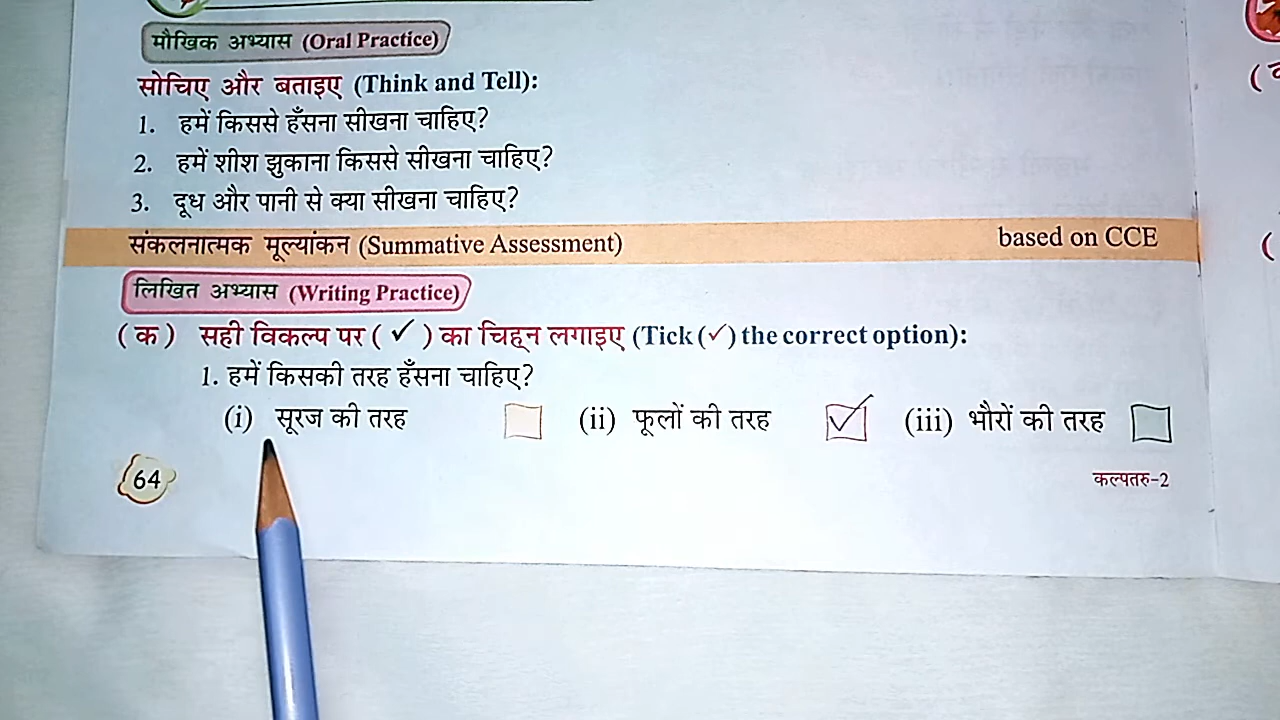 मौखिक अभ्यास (Oral Practice)
सोचिए और बताइए (Think and Tell):
1. हमें किससे हँसना सीखना चाहिए?
2. हमें शीश झुकाना किससे सीखना चाहिए?
3. दूध और पानी से क्या सीखना चाहिए?
संकलनात्मक मूल्यांकन (Summative Assessment) based on CCE
लिखित अभ्यास (Writing Practice)
(क) सही विकल्प पर (✓) का चिह्न लगाइए (Tick (✓) the correct option):
1. हमें किसकी तरह हँसना चाहिए?
(i) सूरज की तरह (ii) फूलों की तरह ✓ (iii) भौरों की तरह
64 कल्पतरु-2